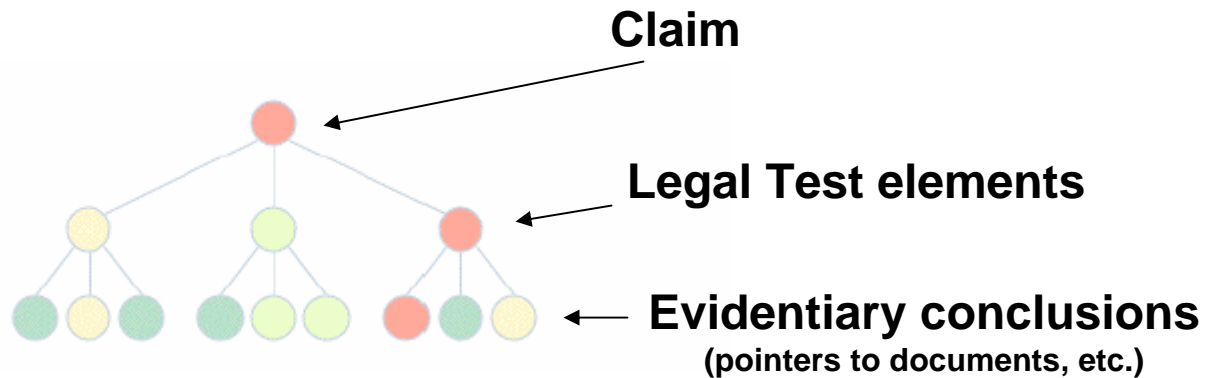 Claim
Legal Test elements
Evidentiary conclusions
(pointers to documents, etc.)